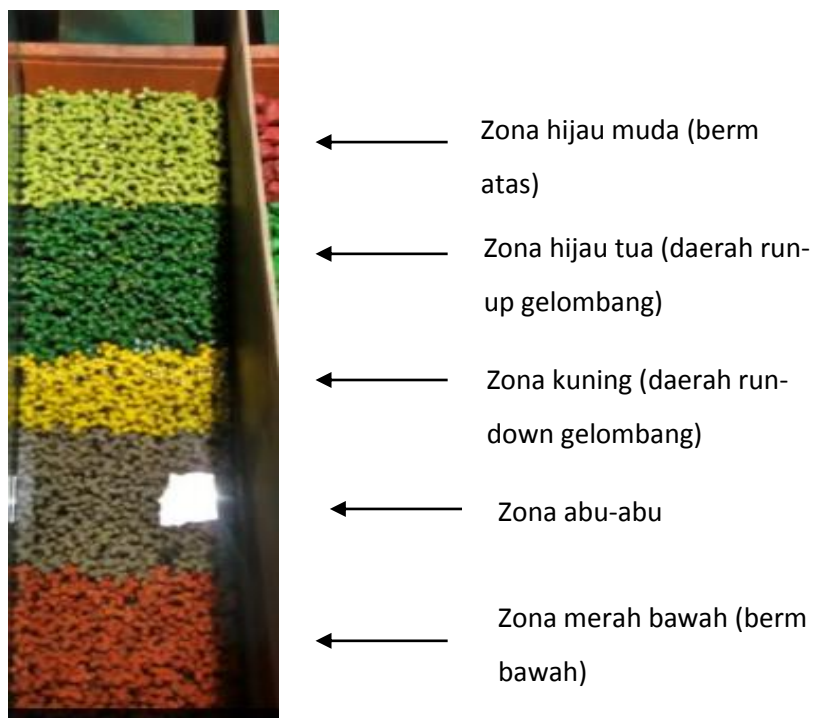 Zona hijau muda (berm
atas)
Zona hijau tua (daerah run-
up gelombang)
Zona kuning (daerah run-
down gelombang)
Zona abu-abu
Zona merah bawah (berm
bawah)